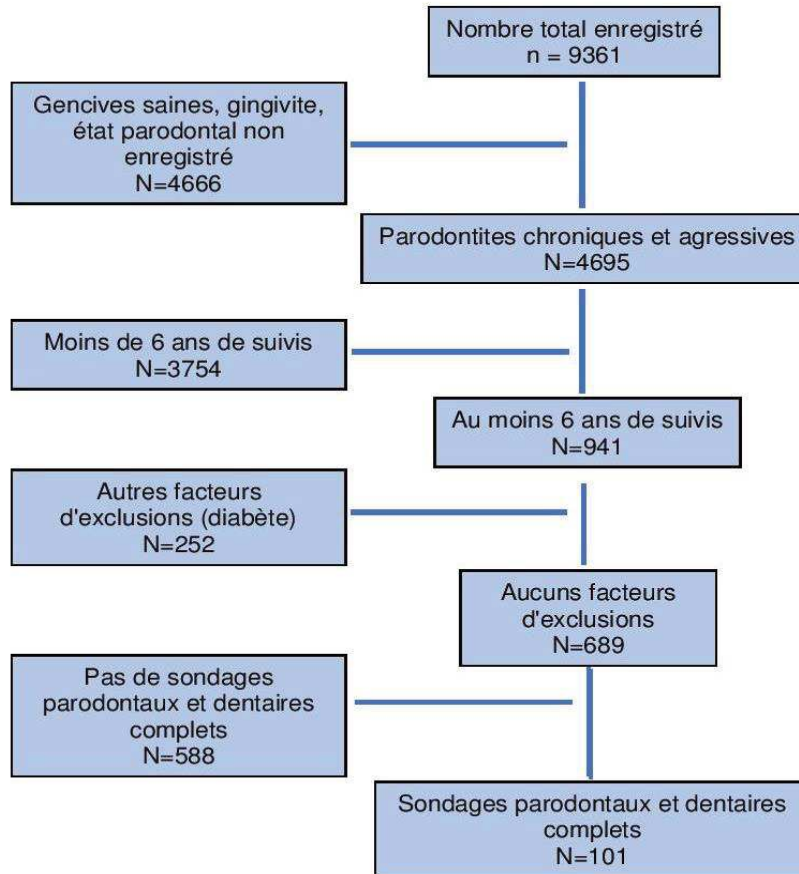 Nombre total enregistré
n = 9361
Gencives saines, gingivite,
état parodontal non
enregistré
N=4666
Parodontites chroniques et agressives
N=4695
Moins de 6 ans de suivis
N=3754
Au moins 6 ans de suivis
N=941
Autres facteurs
d'exclusions (diabète)
N=252
Aucuns facteurs
d'exclusions
N=689
Pas de sondages
parodontaux et dentaires
complets
N=588
Sondages parodontaux et dentaires
complets
N=101